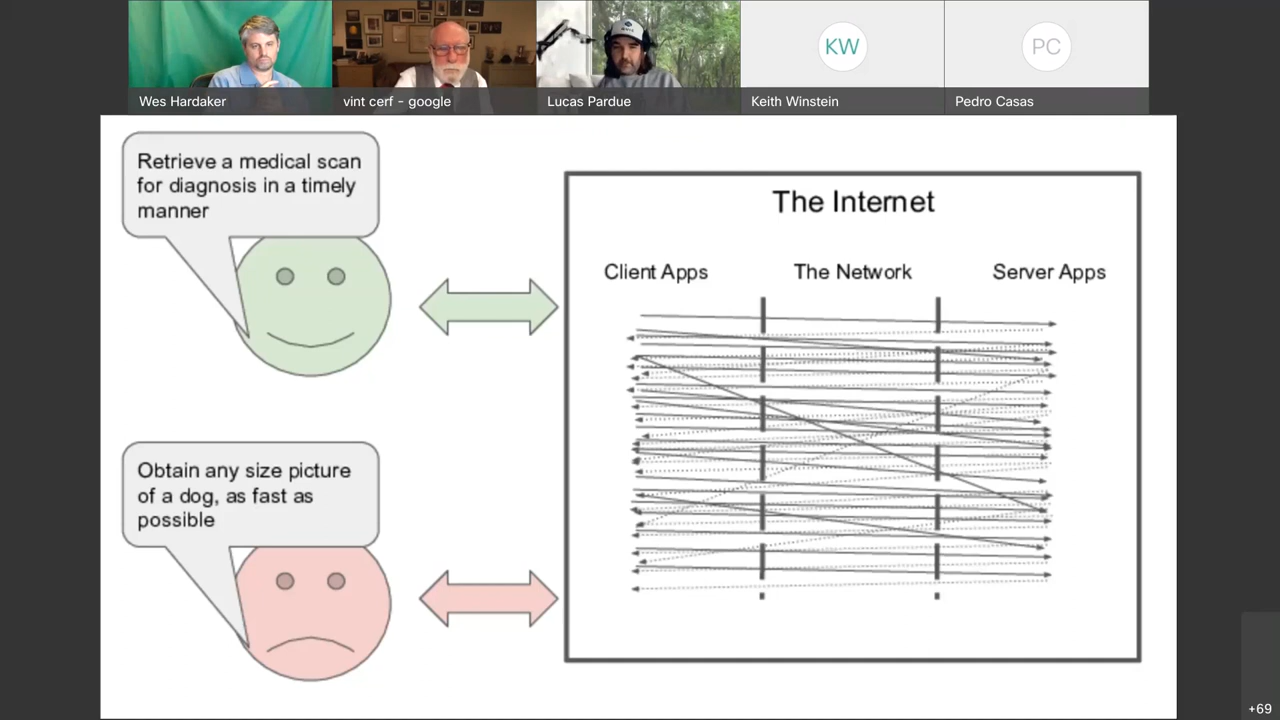 KW
PC
Wes Hardaker
vint cerf - google
Lucas Pardue
Keith Winstein
Pedro Casas
Retrieve a medical scan
for diagnosis in a timely
manner
The Internet
Client Apps
The Network
Server Apps
Obtain any size picture
of a dog, as fast as
possible
+69